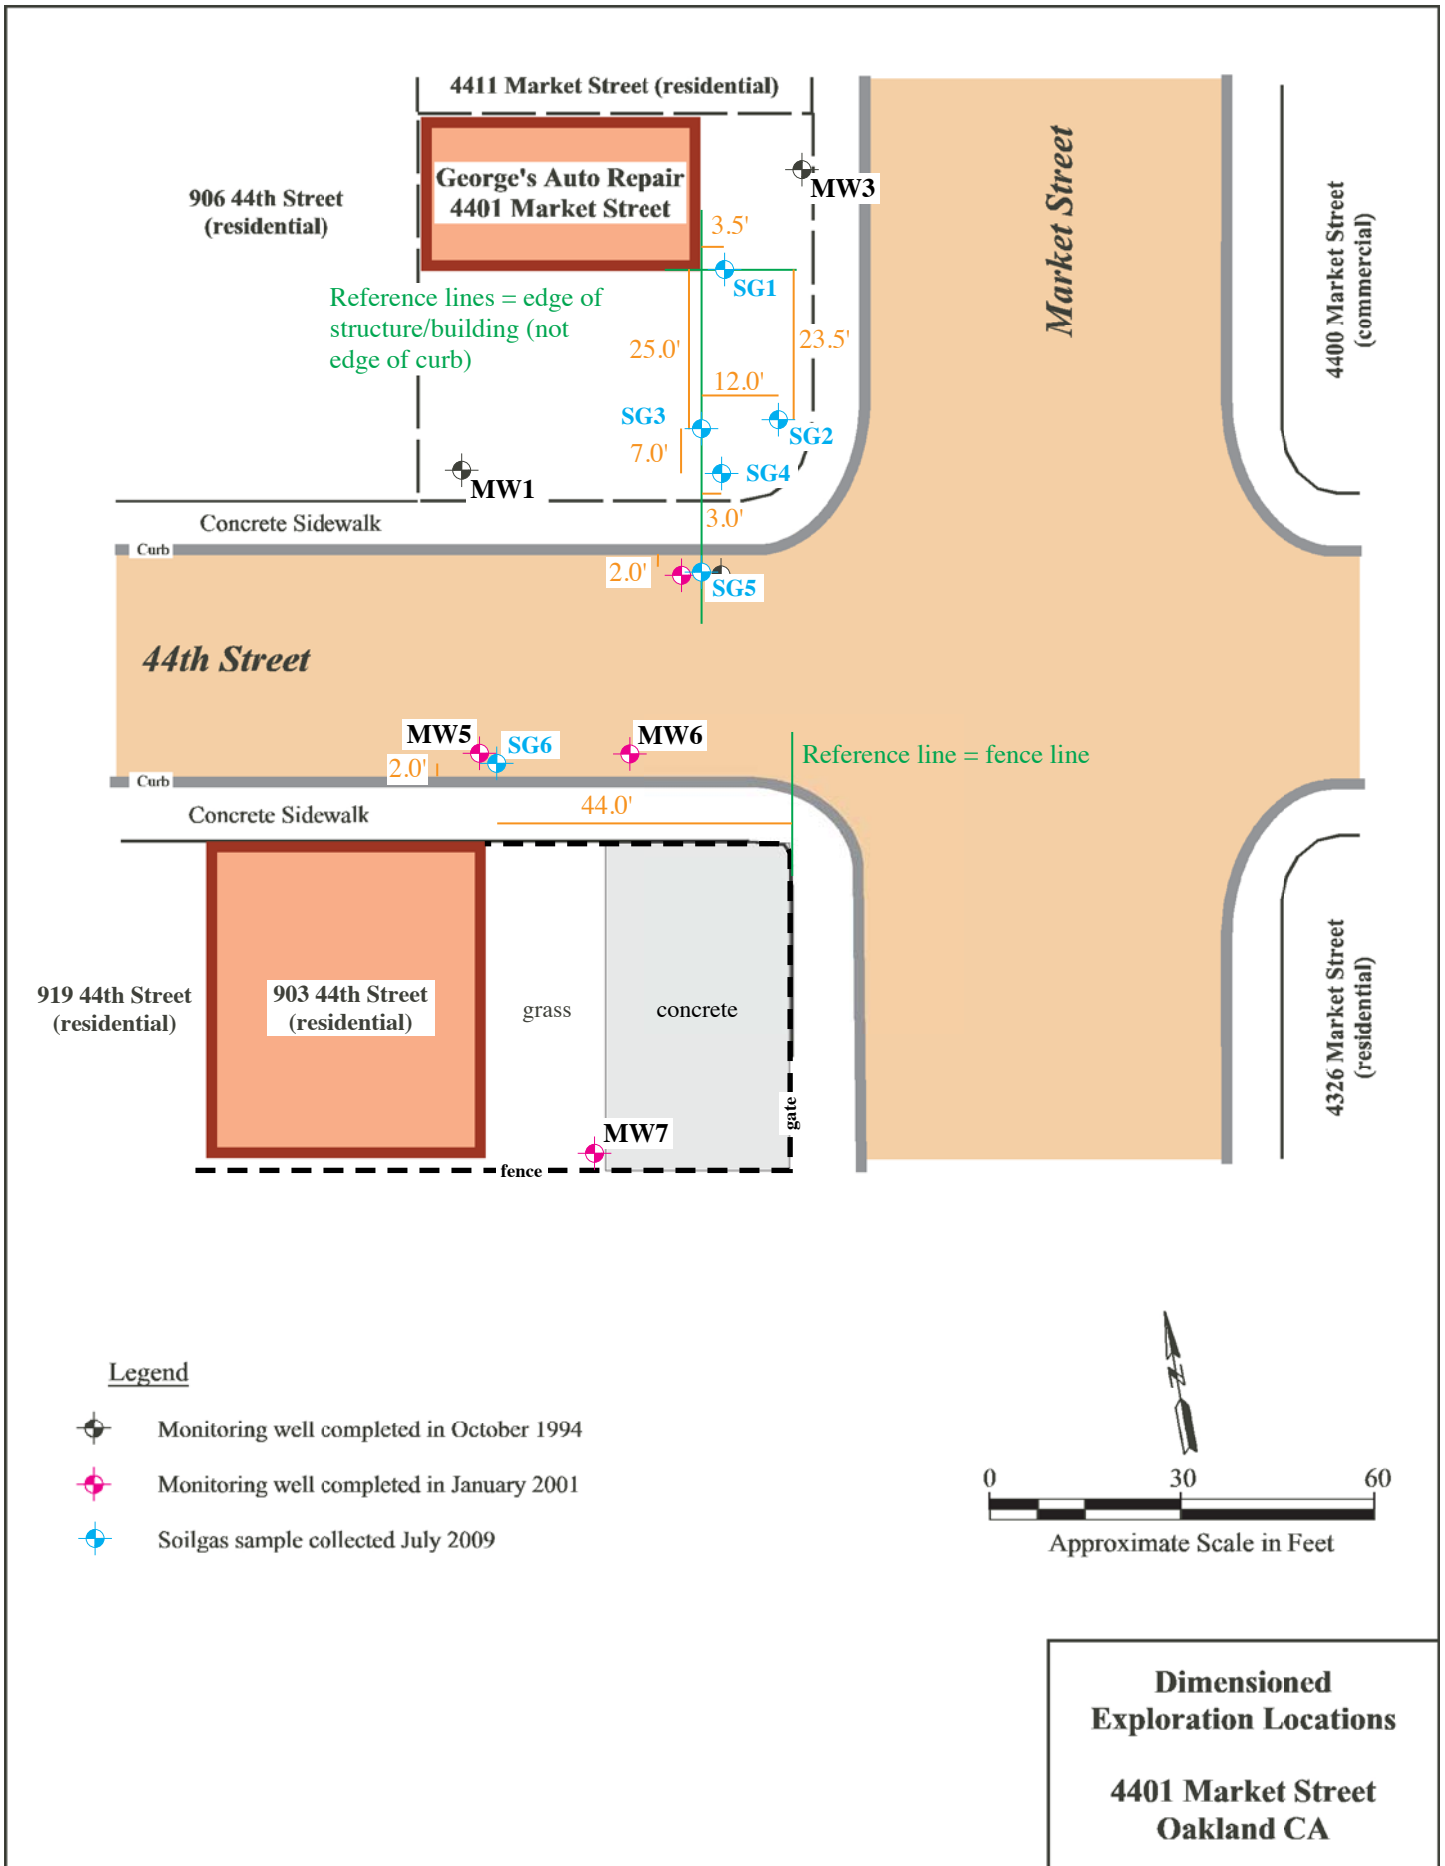 4411 Market Street (residential)
George's Auto Repair
4401 Market Street
906 44th Street
(residential)
MW3
Market Street
4400 Market Street
(commercial)
3.5'
SG1
Reference lines = edge of
structure/building (not
edge of curb)
25.0'
23.5'
12.0'
SG3
SG2
7.0'
SG4
MW1
3.0'
Concrete Sidewalk
Curb
2.0'
SG5
44th Street
MW5
SG6
MW6
Reference line = fence line
2.0'
Curb
44.0'
Concrete Sidewalk
919 44th Street
(residential)
903 44th Street
(residential)
grass
concrete
4326 Market Street
(residential)
gate
MW7
fence
Legend
Monitoring well completed in October 1994
Monitoring well completed in January 2001
Soilgas sample collected July 2009
N
0 30 60
Approximate Scale in Feet
Dimensioned
Exploration Locations
4401 Market Street
Oakland CA